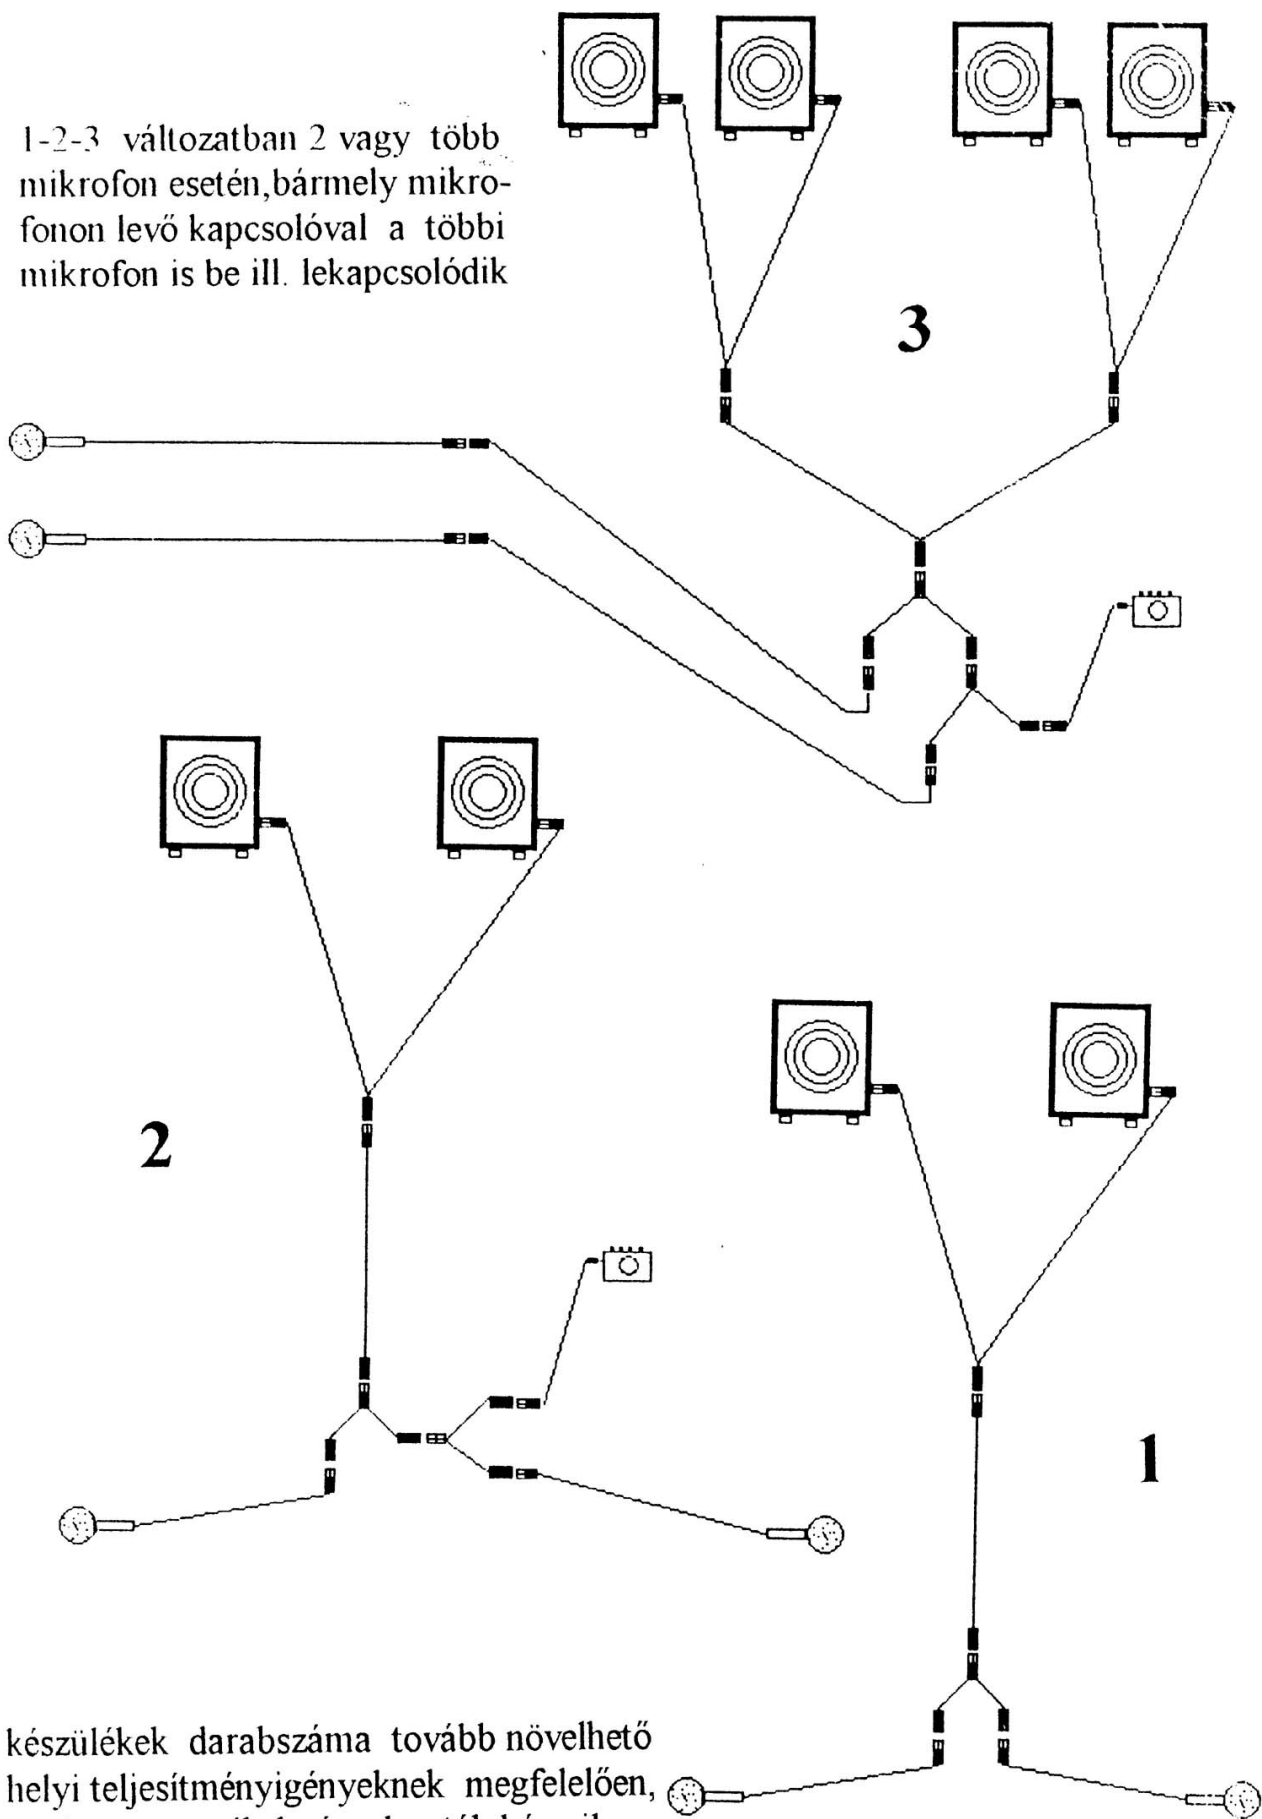 1-2-3 változatban 2 vagy több
mikrofon esetén,bármely mikro-
fonon levő kapcsolóval a többi
mikrofon is be ill. lekapcsolódik
3
2
1
készülékek darabszáma tovább növelhető
helyi teljesítményigényeknek megfelelően,